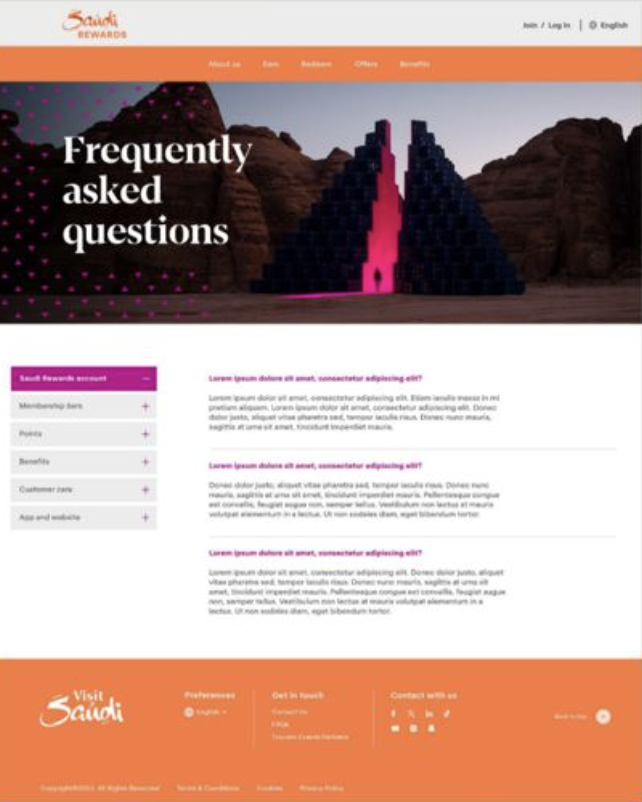 Saudi
REWARDS
Join / Log In | English
About us Earn Redeem Offers Benefits
Frequently
asked
questions
Saudi Rewards account −
Membership tiers +
Points +
Benefits +
Customer care +
App and website +
Lorem ipsum dolore sit amet, consectetur adipiscing elit?
Lorem ipsum dolor sit amet, consectetur adipiscing elit. Etiam iaculis massa in mi
pretium aliquam. Lorem ipsum dolor sit amet, consectetur adipiscing elit. Donec
dolor justo, aliquet vitae pharetra sed, tempor iaculis risus. Donec nunc mauris,
sagittis at urna sit amet, tincidunt imperdiet mauris.
Lorem ipsum dolore sit amet, consectetur adipiscing elit?
Donec dolor justo, aliquet vitae pharetra sed, tempor iaculis risus. Donec nunc
mauris, sagittis at urna sit amet, tincidunt imperdiet mauris. Pellentesque congue
est convallis, feugiat augue non, semper tellus. Vestibulum non lectus at mauris
volutpat elementum in a lectus. Ut non sodales diam, eget bibendum tortor.
Lorem ipsum dolore sit amet, consectetur adipiscing elit?
Lorem ipsum dolor sit amet, consectetur adipiscing elit. Donec dolor justo, aliquet
vitae pharetra sed, tempor iaculis risus. Donec nunc mauris, sagittis at urna sit
amet, tincidunt imperdiet mauris. Pellentesque congue est convallis, feugiat augue
non, semper tellus. Vestibulum non lectus at mauris volutpat elementum in a
lectus. Ut non sodales diam, eget bibendum tortor.
Visit
Saudi
Preferences
English
Get in touch
Contact Us
FAQs
Connect with us
Back to top
All Rights Reserved Terms & Conditions Cookies Privacy Policy